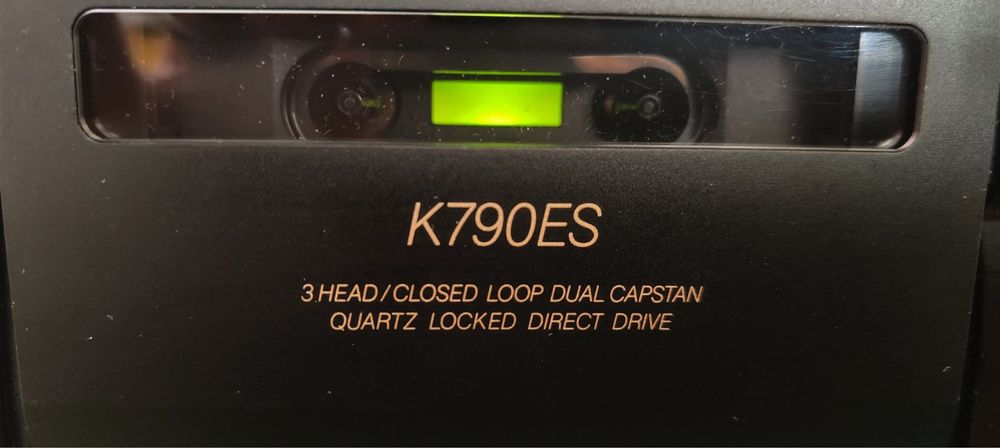 K790ES
3 HEAD/CLOSED LOOP DUAL CAPSTAN
QUARTZ LOCKED DIRECT DRIVE